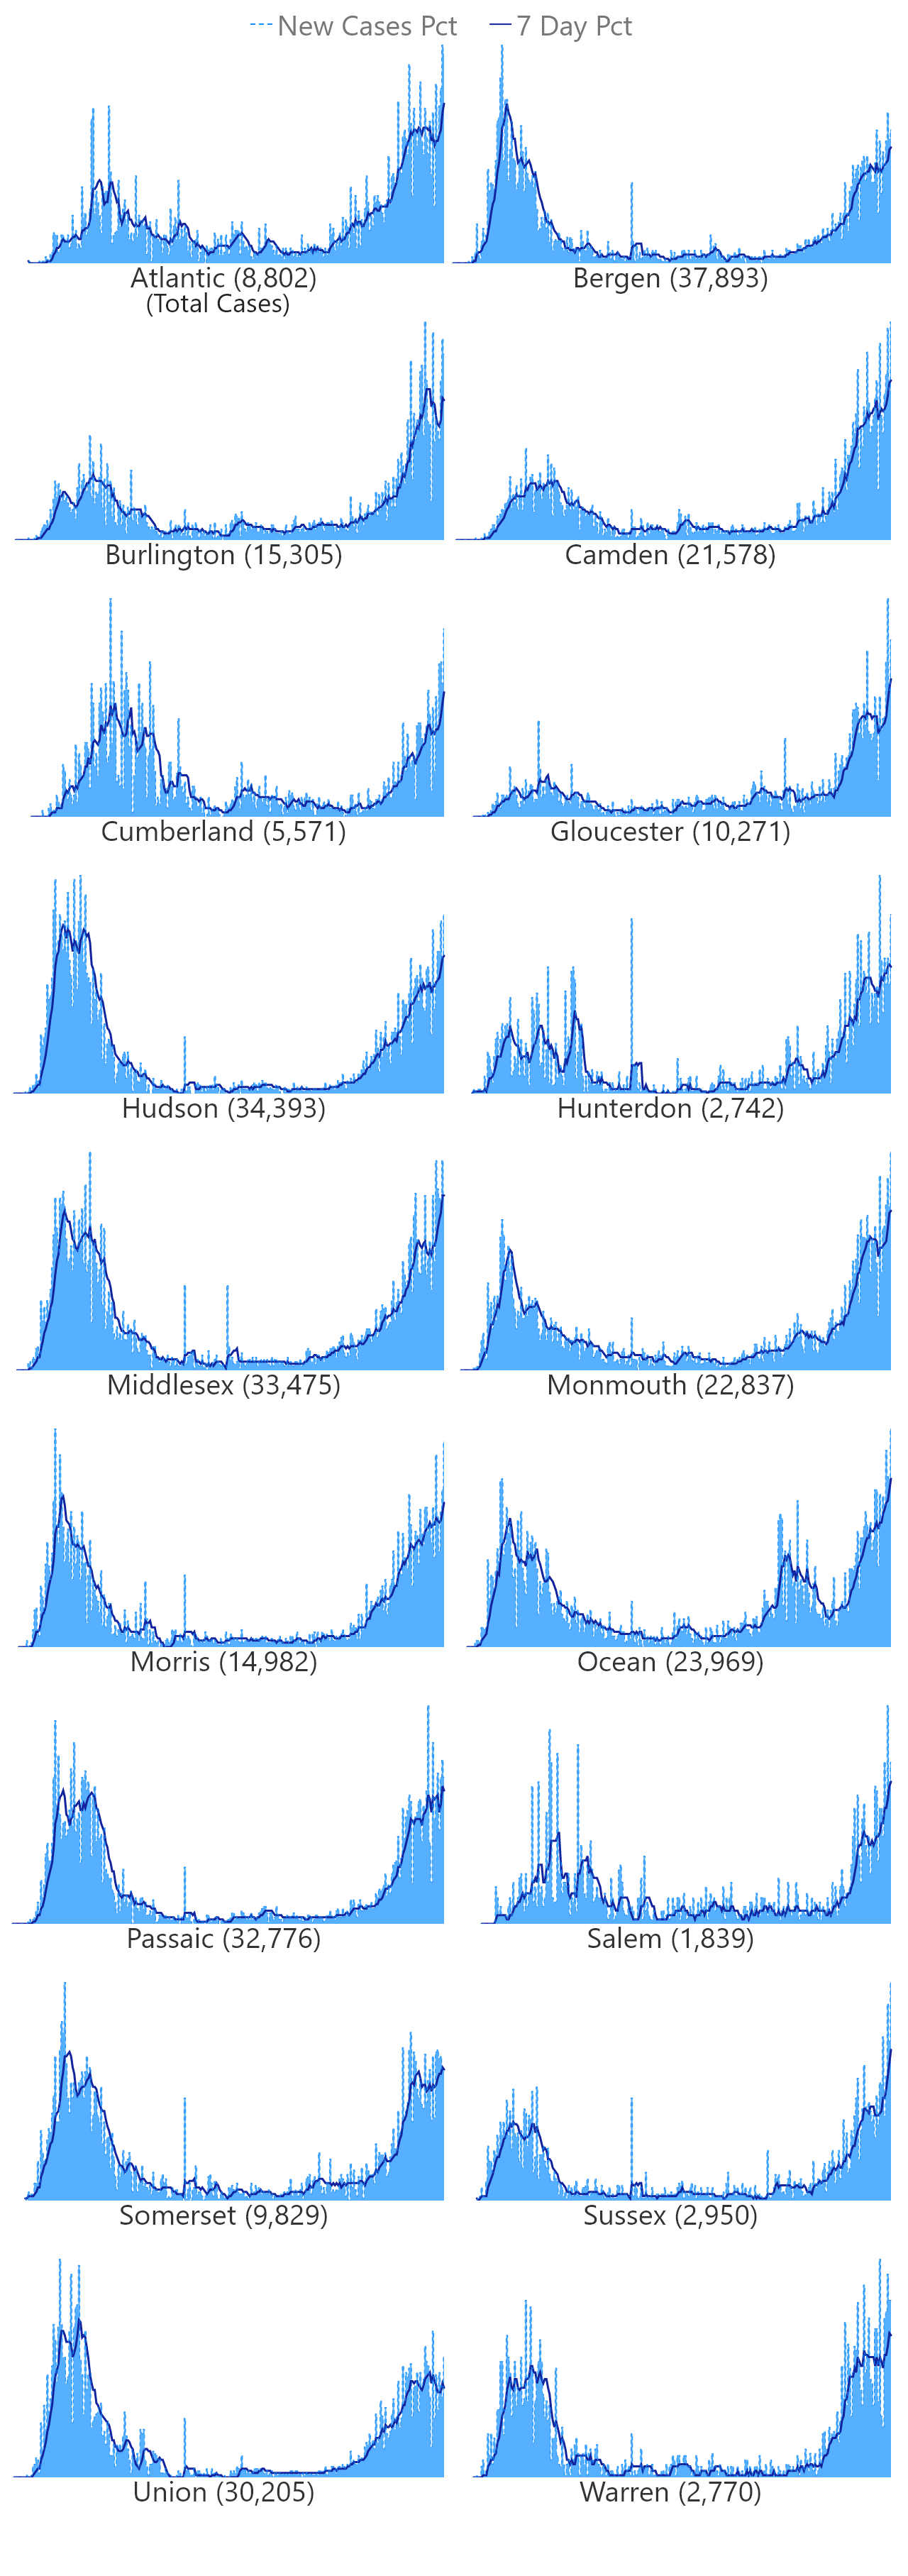 New Cases Pct 7 Day Pct
Atlantic (8,802)
(Total Cases)
Bergen (37,893)
Burlington (15,305)
Camden (21,578)
Cumberland (5,571)
Gloucester (10,271)
Hudson (34,393)
Hunterdon (2,742)
Middlesex (33,475)
Monmouth (22,837)
Morris (14,982)
Ocean (23,969)
Passaic (32,776)
Salem (1,839)
Somerset (9,829)
Sussex (2,950)
Union (30,205)
Warren (2,770)